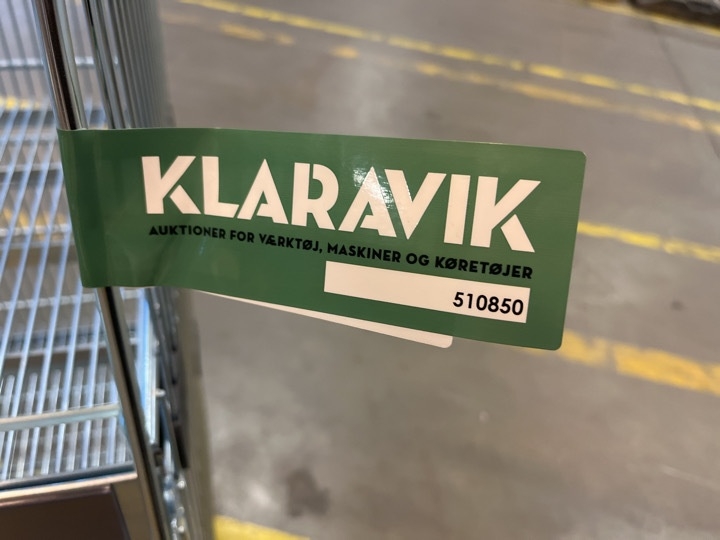 KLARAVIK
AUKTIONER FOR VÆRKTØJ, MASKINER OG KØRETØJER
510850